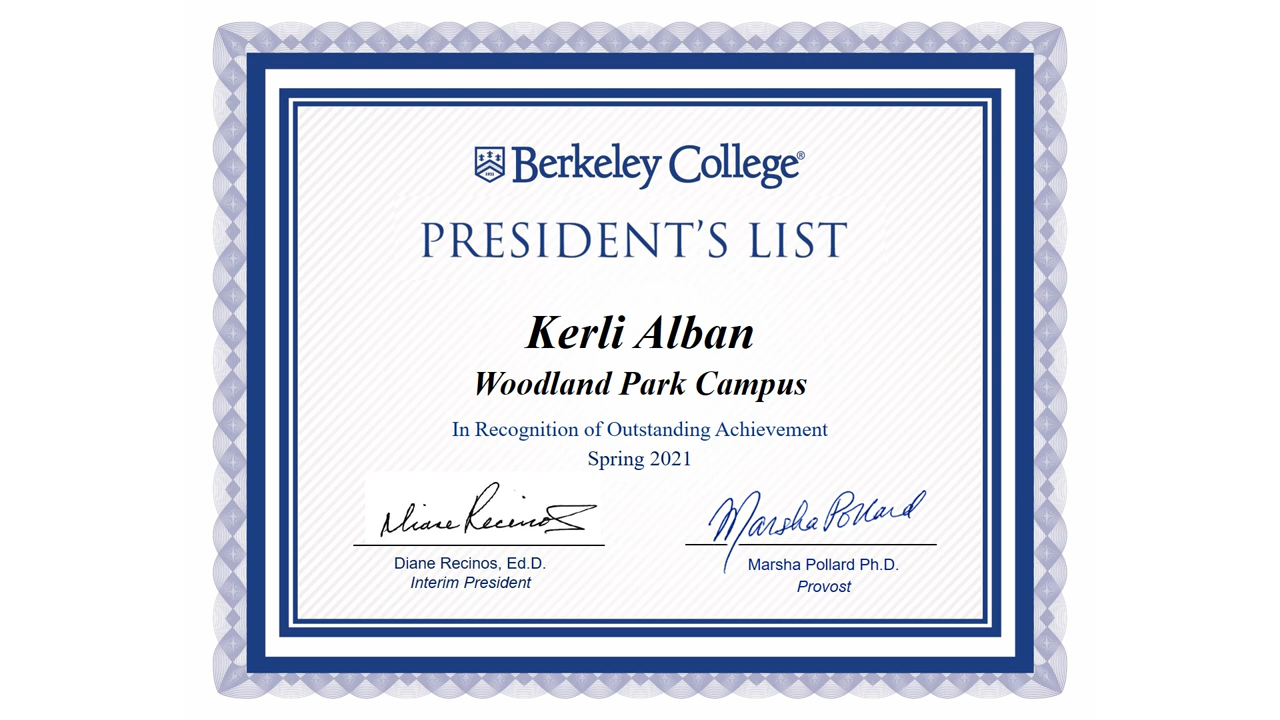 Berkeley College®
PRESIDENT'S LIST
Kerli Alban
Woodland Park Campus
In Recognition of Outstanding Achievement
Spring 2021
Diane Recinos Marsha Pollard
Diane Recinos, Ed.D. Marsha Pollard Ph.D.
Interim President Provost